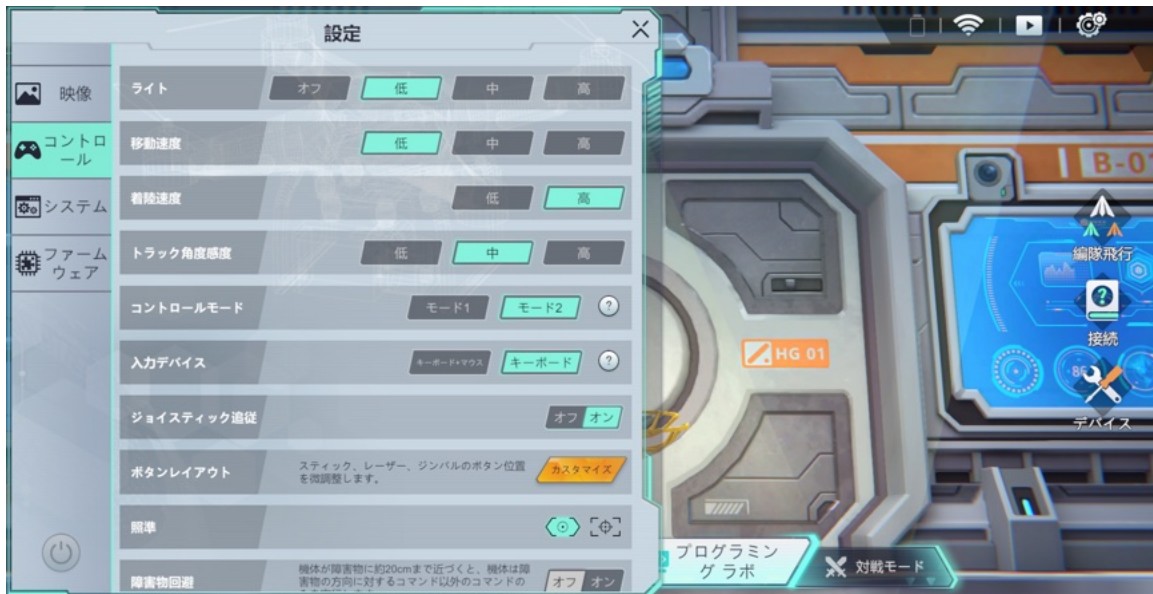 設定
映像
コントロ
ール
システム
ファーム
ウェア
ライト
オフ 低 中 高
移動速度
低 中 高
着陸速度
低 高
トラック角度感度
低 中 高
コントロールモード
モード1 モード2 ?
入力デバイス
キーボード+マウス キーボード ?
ジョイスティック追従
オフ オン
ボタンレイアウト
スティック、レーザー、ジンバルのボタン位置
を微調整します。
カスタマイズ
照準
障害物回避
機体が障害物に約20cmまで近づくと、機体は障
害物の方向に対するコマンド以外のコマンドの
オフ オン
B-01
編隊飛行
?
接続
86
デバイス
HG 01
プログラミン
グ ラボ
対戦モード